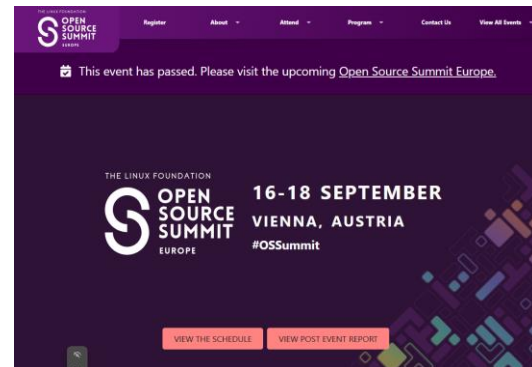 THE LINUX FOUNDATION
OPEN
SOURCE
SUMMIT
EUROPE
Register About Attend Program Contact Us View All Events
This event has passed. Please visit the upcoming Open Source Summit Europe.
THE LINUX FOUNDATION
OPEN
SOURCE
SUMMIT
EUROPE
16-18 SEPTEMBER
VIENNA, AUSTRIA
#OSSummit
VIEW THE SCHEDULE VIEW POST EVENT REPORT